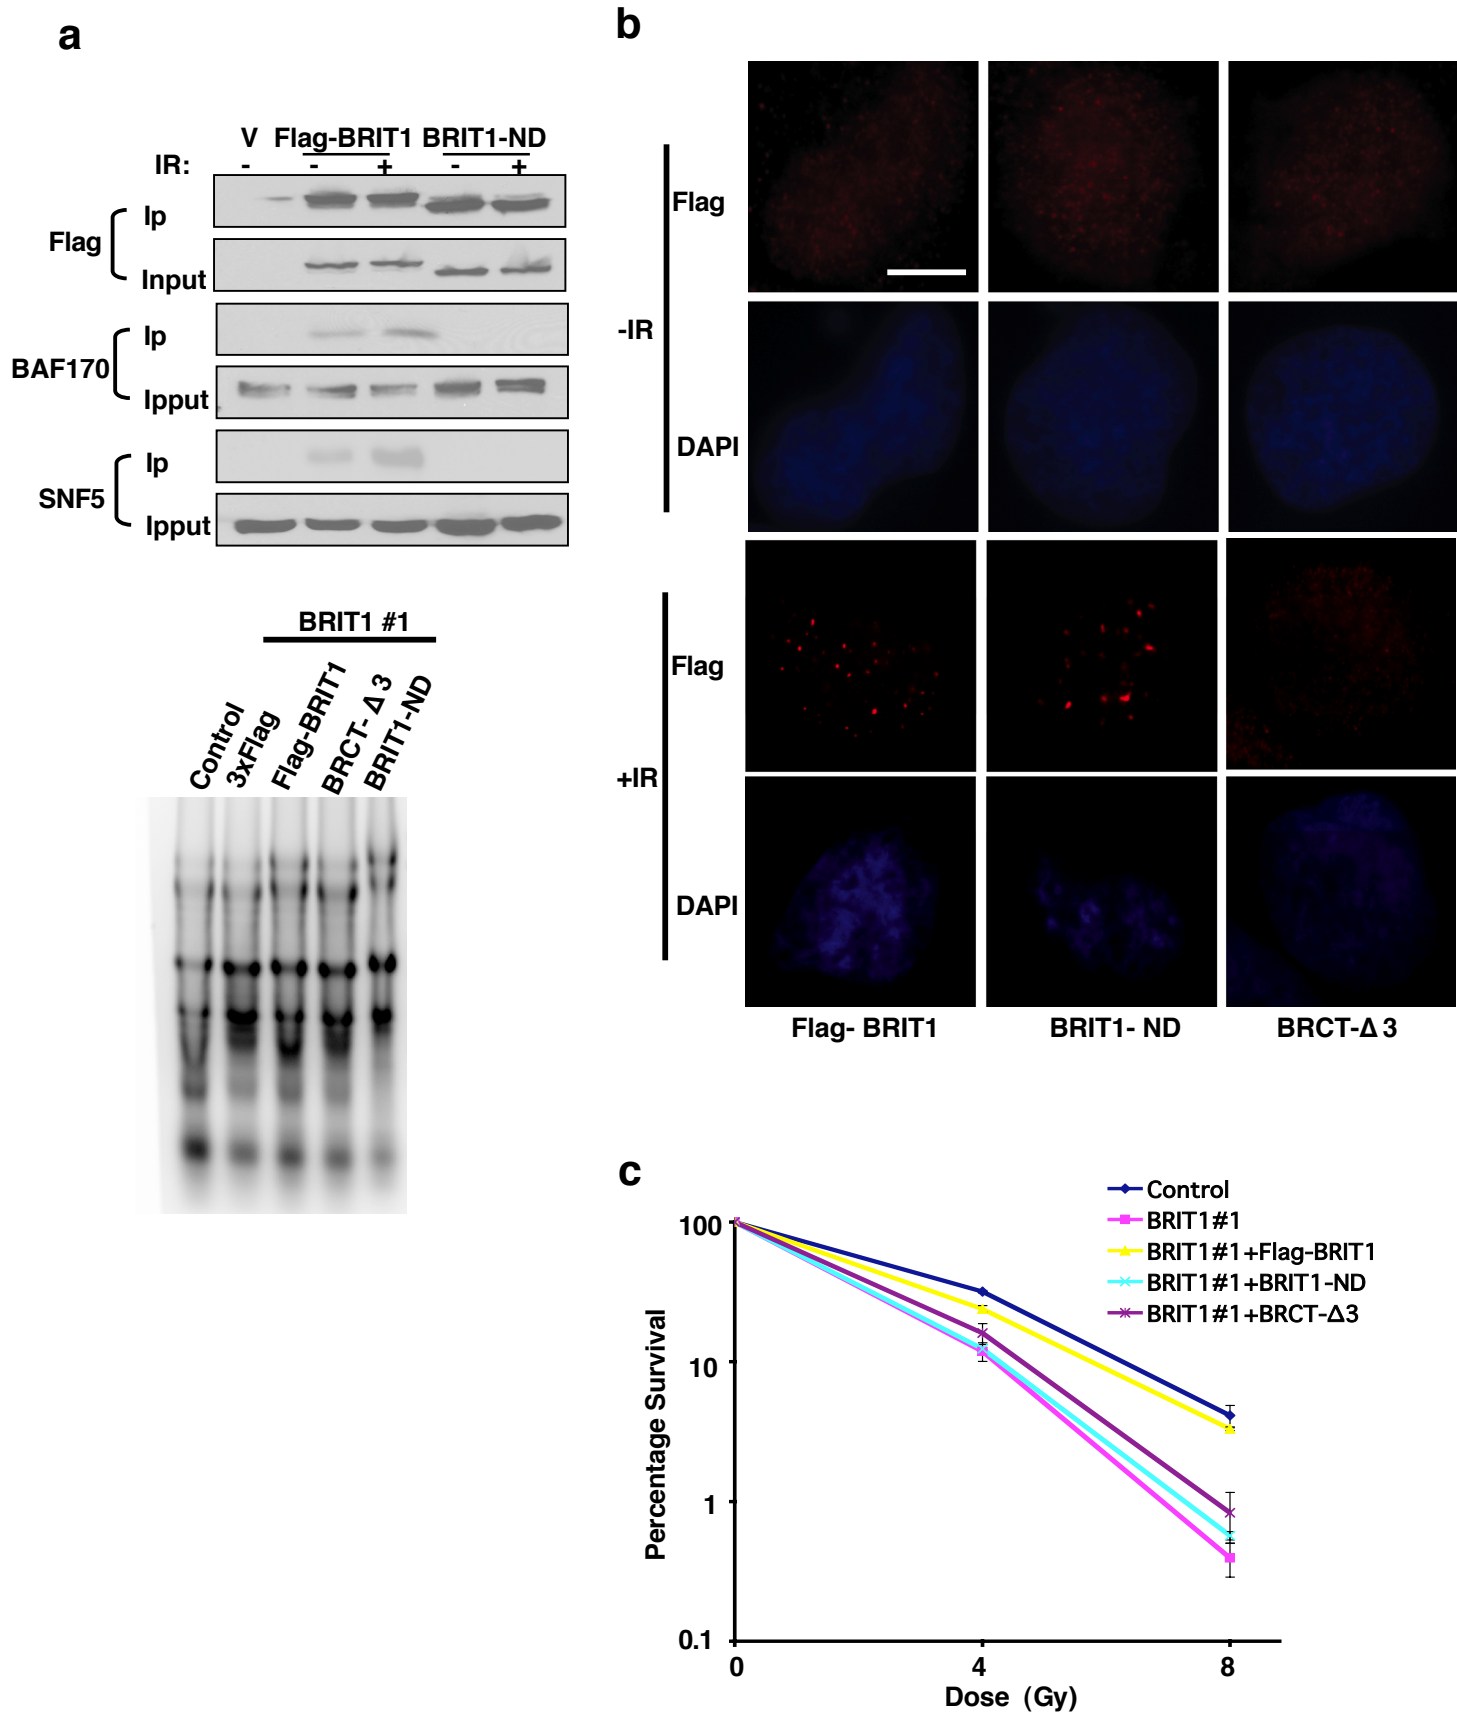 a
V Flag-BRIT1 BRIT1-ND
IR: - - + - +
Flag
Ip
Input
BAF170
Ip
Ipput
SNF5
Ip
Ipput
BRIT1 #1
Control
3xFlag
Flag-BRIT1
BRCT- Δ 3
BRIT1-ND
b
-IR
Flag
DAPI
+IR
Flag
DAPI
Flag- BRIT1 BRIT1- ND BRCT-Δ 3
c
Control
BRIT1#1
BRIT1#1+Flag-BRIT1
BRIT1#1+BRIT1-ND
BRIT1#1+BRCT-Δ3
Percentage Survival
100
10
1
0.1
0 4 8
Dose (Gy)